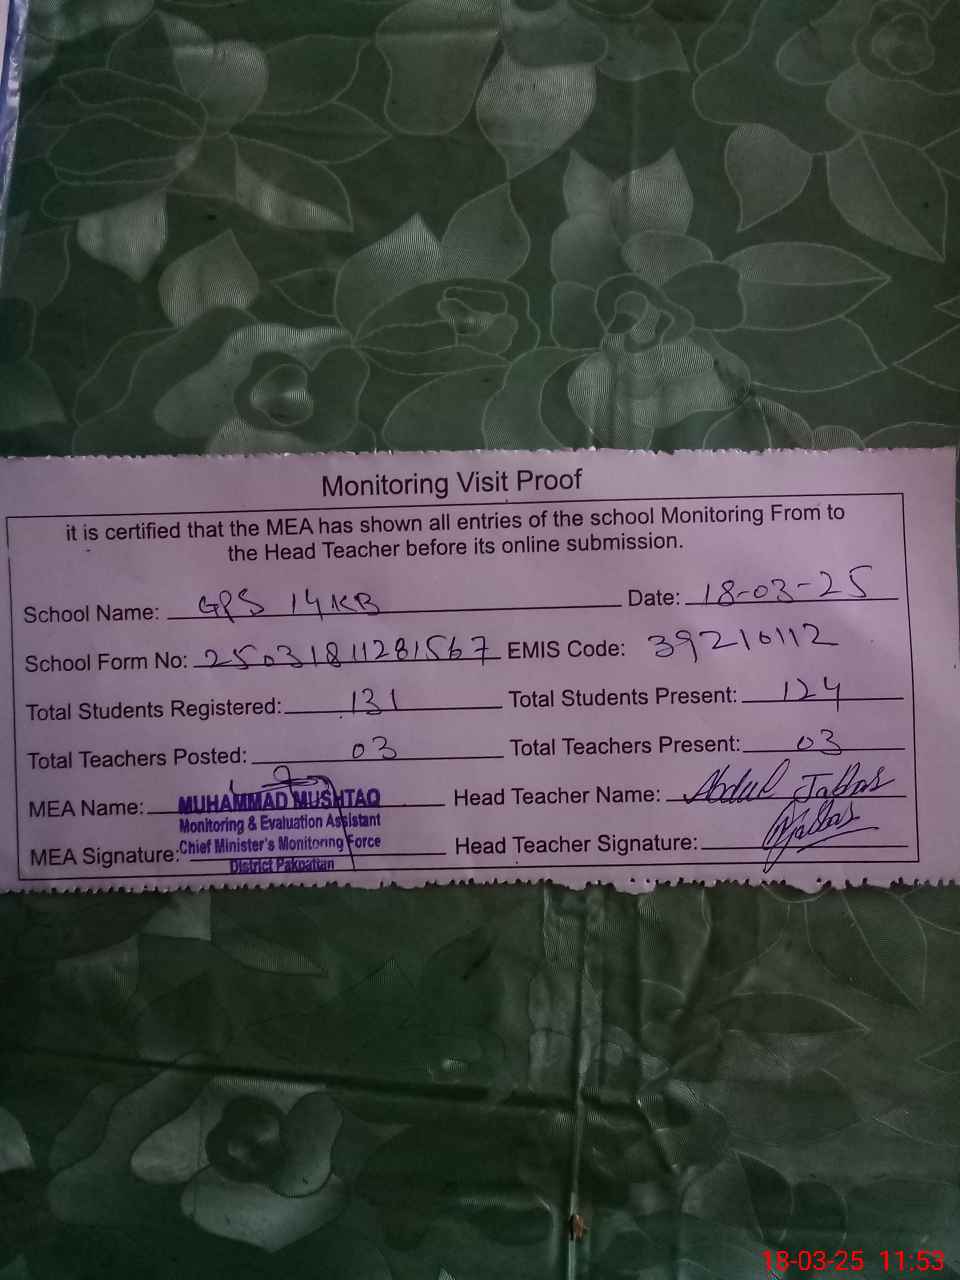 Monitoring Visit Proof
it is certified that the MEA has shown all entries of the school Monitoring From to
the Head Teacher before its online submission.
School Name: GPS 14KB Date: 18-03-25
School Form No: 25031811281567 EMIS Code: 39210112
Total Students Registered: 131 Total Students Present: 124
Total Teachers Posted: 03 Total Teachers Present: 03
MEA Name: MUHAMMAD MUSHTAQ Head Teacher Name: Abdul Jabbar
Monitoring & Evaluation Assistant
MEA Signature: Chief Minister's Monitoring Force Head Teacher Signature:
District Pakpattan
18-03-25 11:53